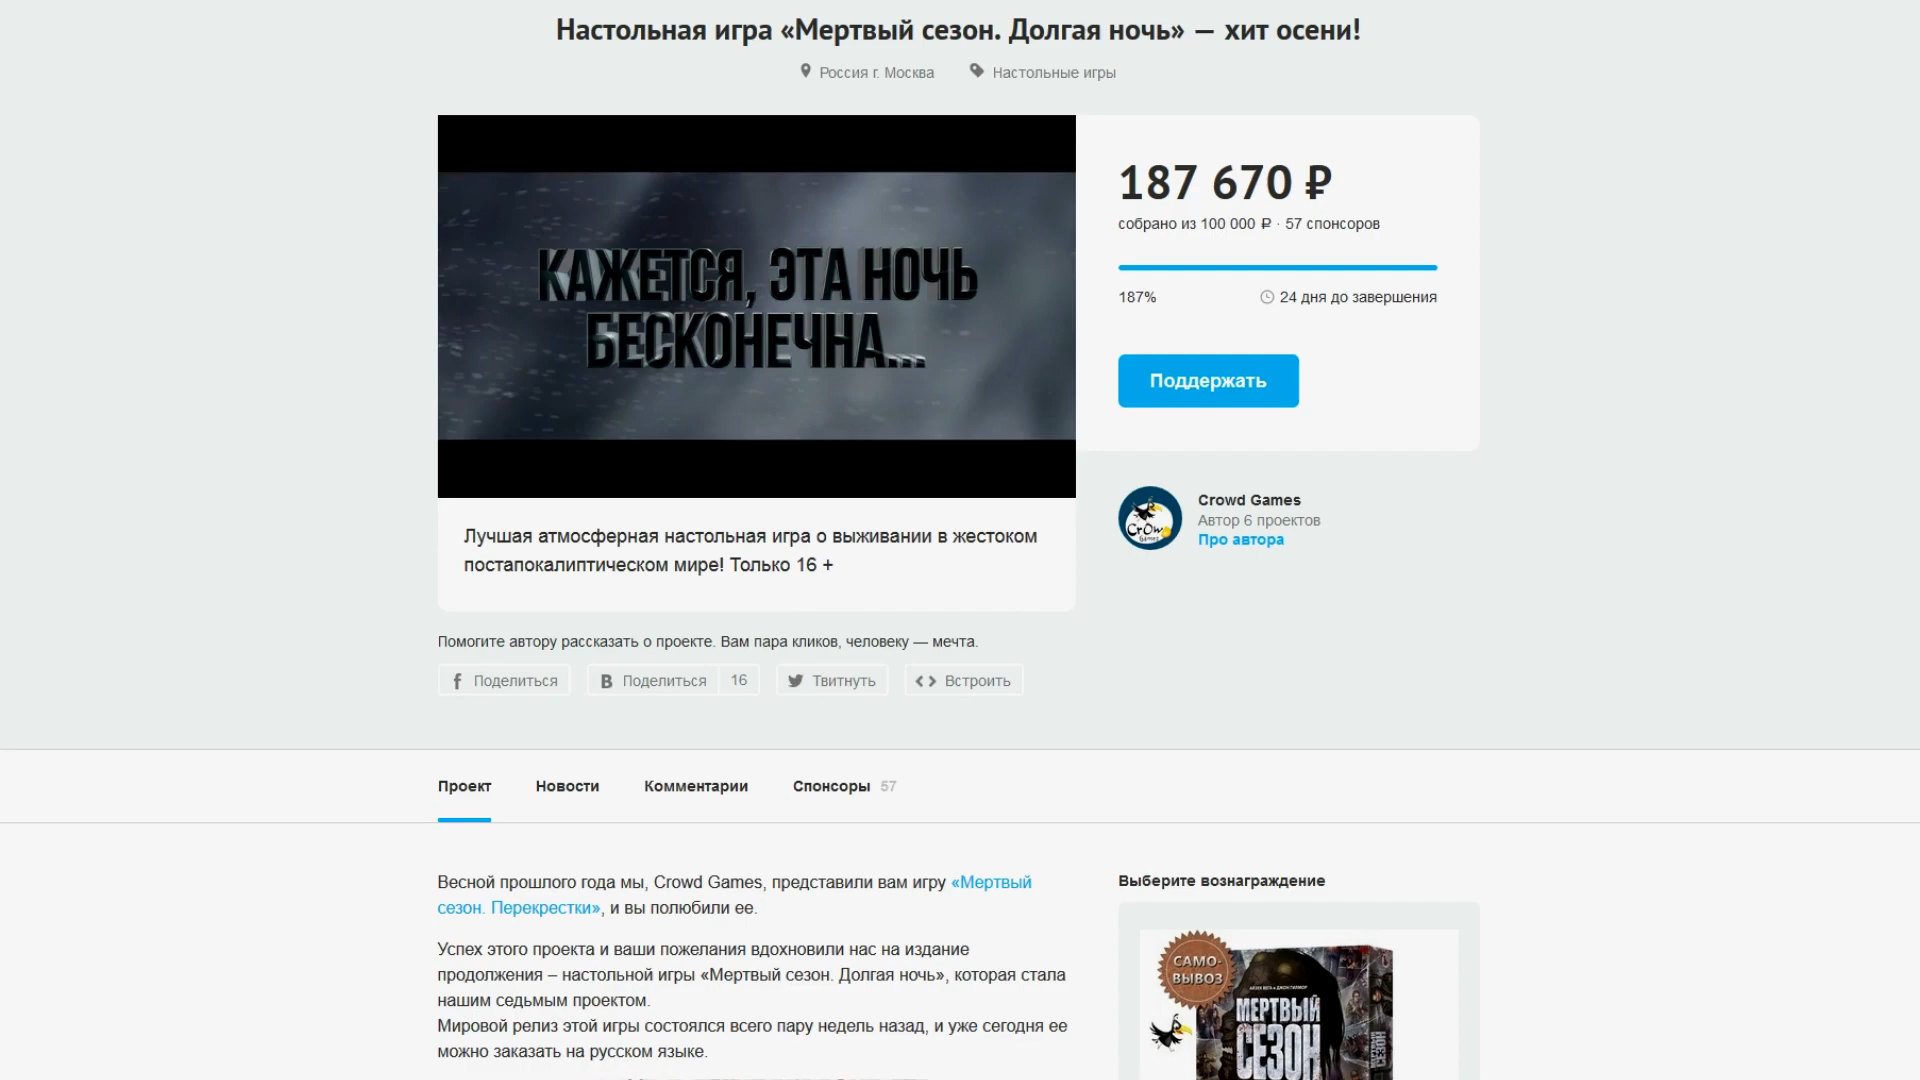 Настольная игра «Мертвый сезон. Долгая ночь» — хит осени!
Россия г. Москва
Настольные игры
КАЖЕТСЯ, ЭТА НОЧЬ
БЕСКОНЕЧНА...
187 670 ₽
собрано из 100 000 ₽ · 57 спонсоров
187%
24 дня до завершения
Поддержать
Crowd Games
Автор 6 проектов
Про автора
Crowd
Games
Лучшая атмосферная настольная игра о выживании в жестоком
постапокалиптическом мире! Только 16 +
Помогите автору рассказать о проекте. Вам пара кликов, человеку — мечта.
Поделиться
Поделиться 16
Твитнуть
Встроить
Проект
Новости
Комментарии
Спонсоры 57
Весной прошлого года мы, Crowd Games, представили вам игру «Мертвый
сезон. Перекрестки», и вы полюбили ее.
Успех этого проекта и ваши пожелания вдохновили нас на издание
продолжения – настольной игры «Мертвый сезон. Долгая ночь», которая стала
нашим седьмым проектом.
Мировой релиз этой игры состоялся всего пару недель назад, и уже сегодня ее
можно заказать на русском языке.
Выберите вознаграждение
САМО-
ВЫВОЗ
МЕРТВЫЙ
СЕЗОН